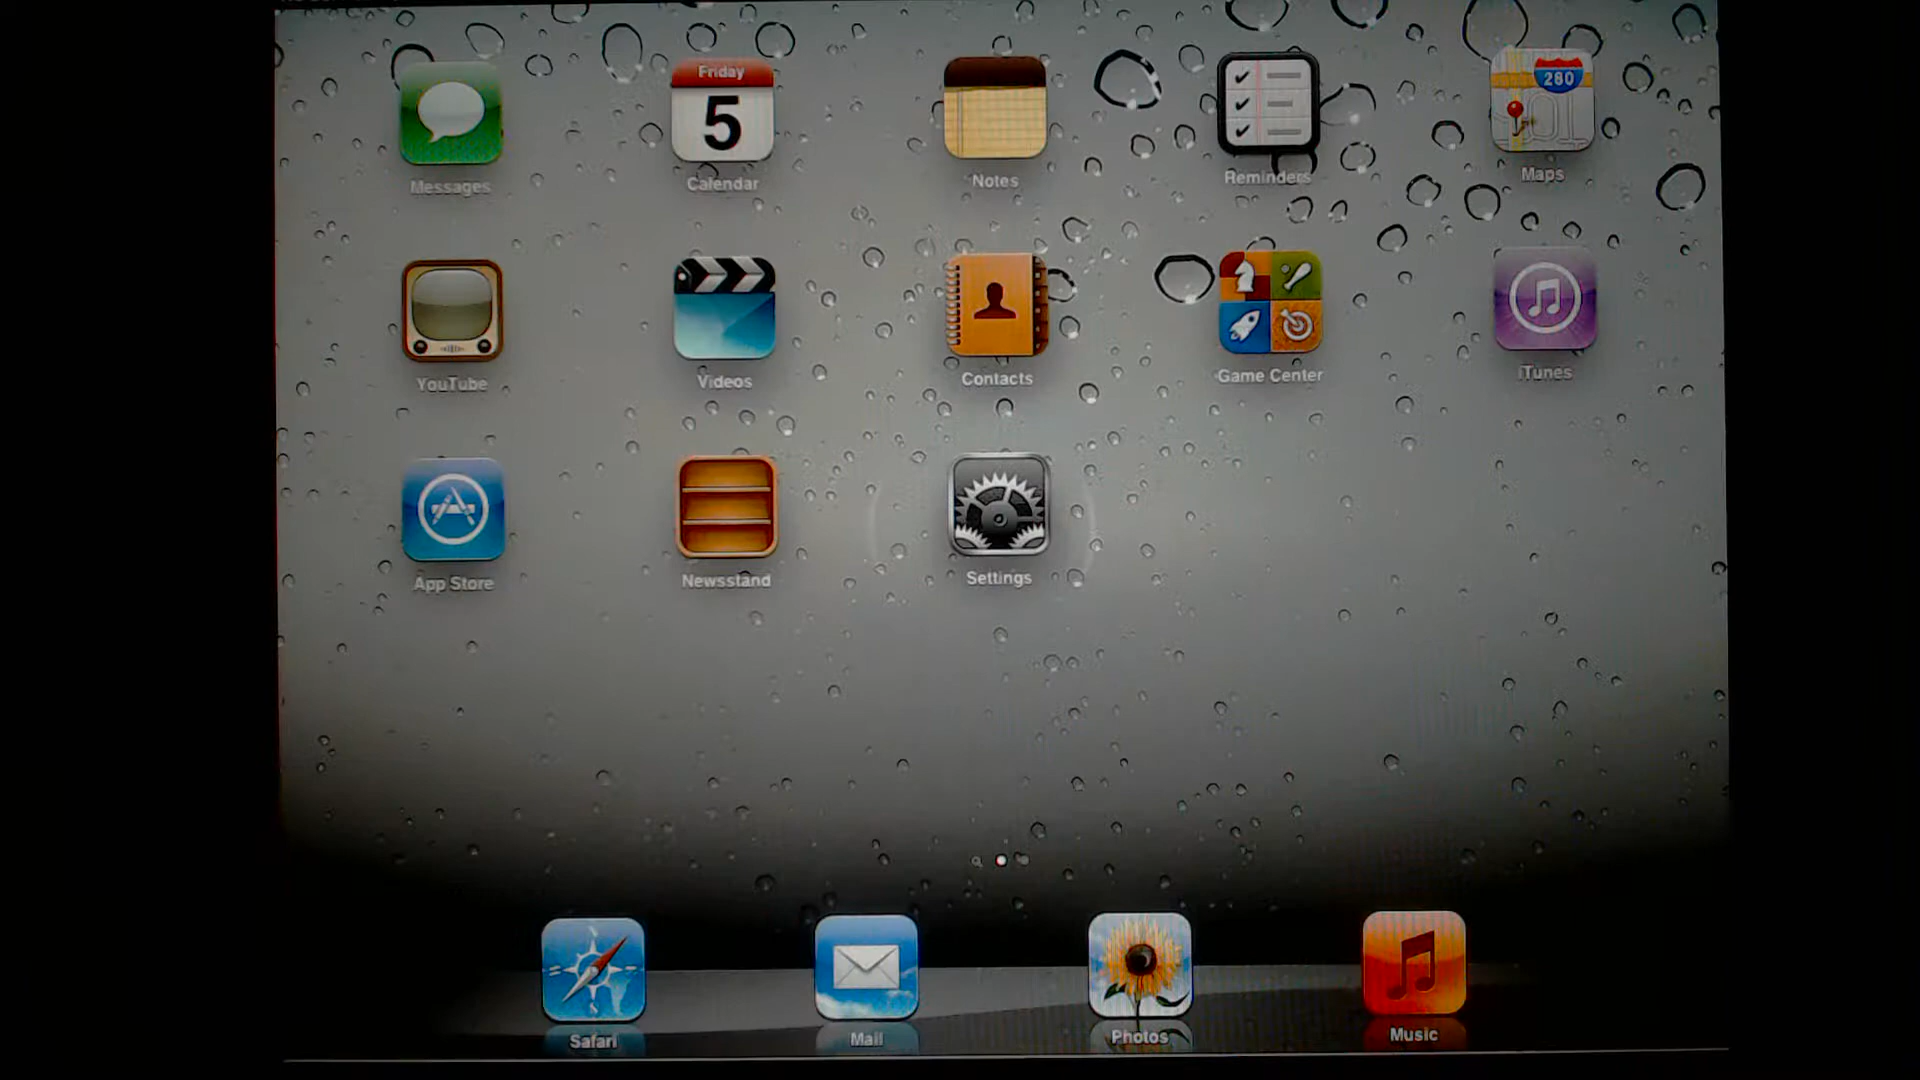 Friday
5
280
Messages
Calendar
Notes
Reminders
Maps
YouTube
Videos
Contacts
Game Center
iTunes
App Store
Newsstand
Settings
Safari
Mail
Photos
Music